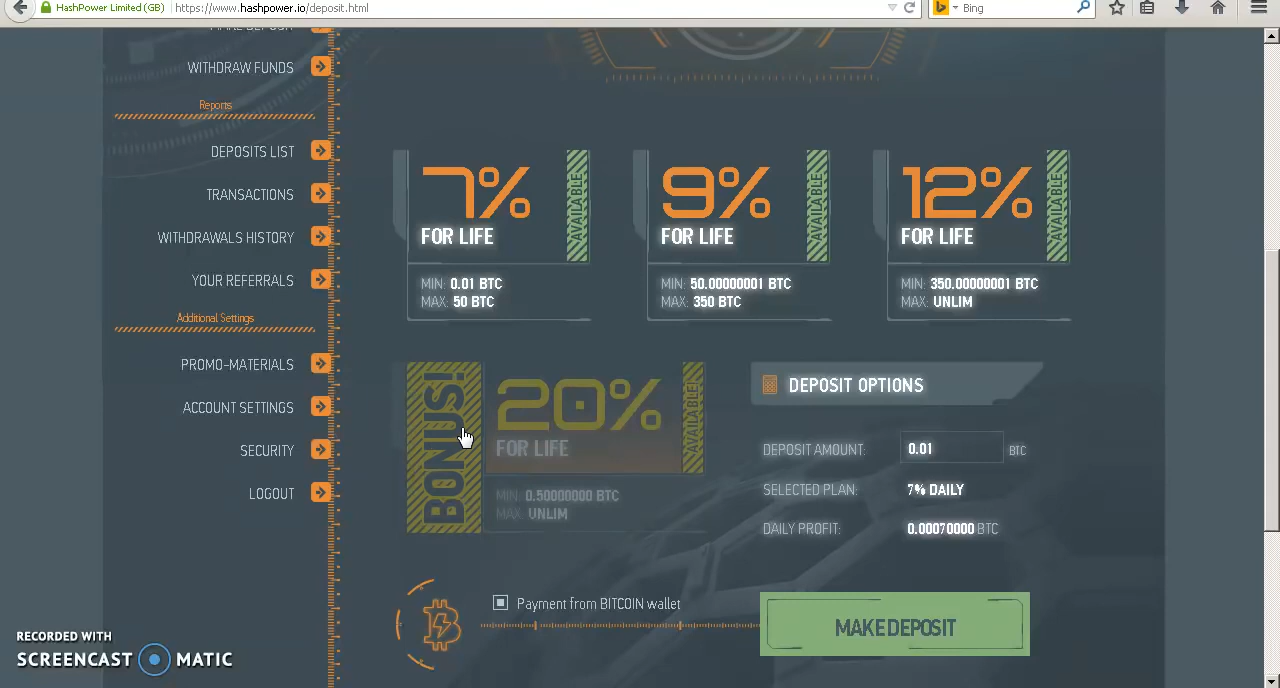 HashPower Limited (GB)
https://www.hashpower.io/deposit.html
Bing
MAKE DEPOSIT
WITHDRAW FUNDS
Reports
DEPOSITS LIST
TRANSACTIONS
WITHDRAWALS HISTORY
YOUR REFERRALS
Additional Settings
PROMO-MATERIALS
ACCOUNT SETTINGS
SECURITY
LOGOUT
7%
FOR LIFE
AVAILABLE
MIN: 0.01 BTC
MAX: 50 BTC
9%
FOR LIFE
AVAILABLE
MIN: 50.00000001 BTC
MAX: 350 BTC
12%
FOR LIFE
AVAILABLE
MIN: 350.00000001 BTC
MAX: UNLIM
BONUS!
20%
FOR LIFE
AVAILABLE!
MIN: 0.50000000 BTC
MAX: UNLIM
DEPOSIT OPTIONS
DEPOSIT AMOUNT: 0.01 BTC
SELECTED PLAN: 7% DAILY
DAILY PROFIT: 0.00070000 BTC
Payment from BITCOIN wallet
MAKE DEPOSIT
RECORDED WITH
SCREENCAST MATIC